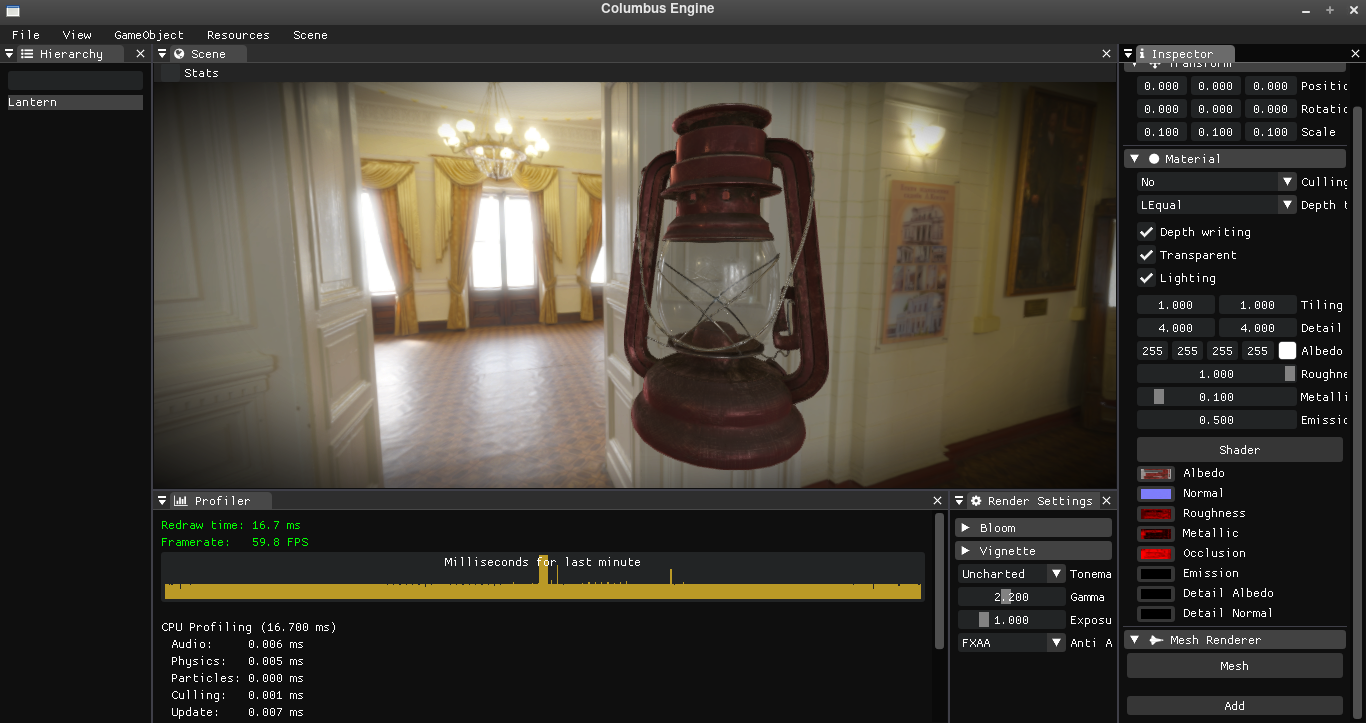 Columbus Engine
File View GameObject Resources Scene
Hierarchy
Lantern
Scene
Stats
Profiler
Redraw time: 16.7 ms
Framerate: 59.8 FPS
Milliseconds for last minute
CPU Profiling (16.700 ms)
Audio: 0.006 ms
Physics: 0.005 ms
Particles: 0.000 ms
Culling: 0.001 ms
Update: 0.007 ms
Render Settings
Bloom
Vignette
Uncharted Tonema
2.200 Gamma
1.000 Exposu
FXAA Anti A
Inspector
Transform
0.000 0.000 0.000 Positio
0.000 0.000 0.000 Rotatio
0.100 0.100 0.100 Scale
Material
No Culling
LEqual Depth t
Depth writing
Transparent
Lighting
1.000 1.000 Tiling
4.000 4.000 Detail
255 255 255 255 Albedo
1.000 Roughne
0.100 Metalli
0.500 Emissio
Shader
Albedo
Normal
Roughness
Metallic
Occlusion
Emission
Detail Albedo
Detail Normal
Mesh Renderer
Mesh
Add